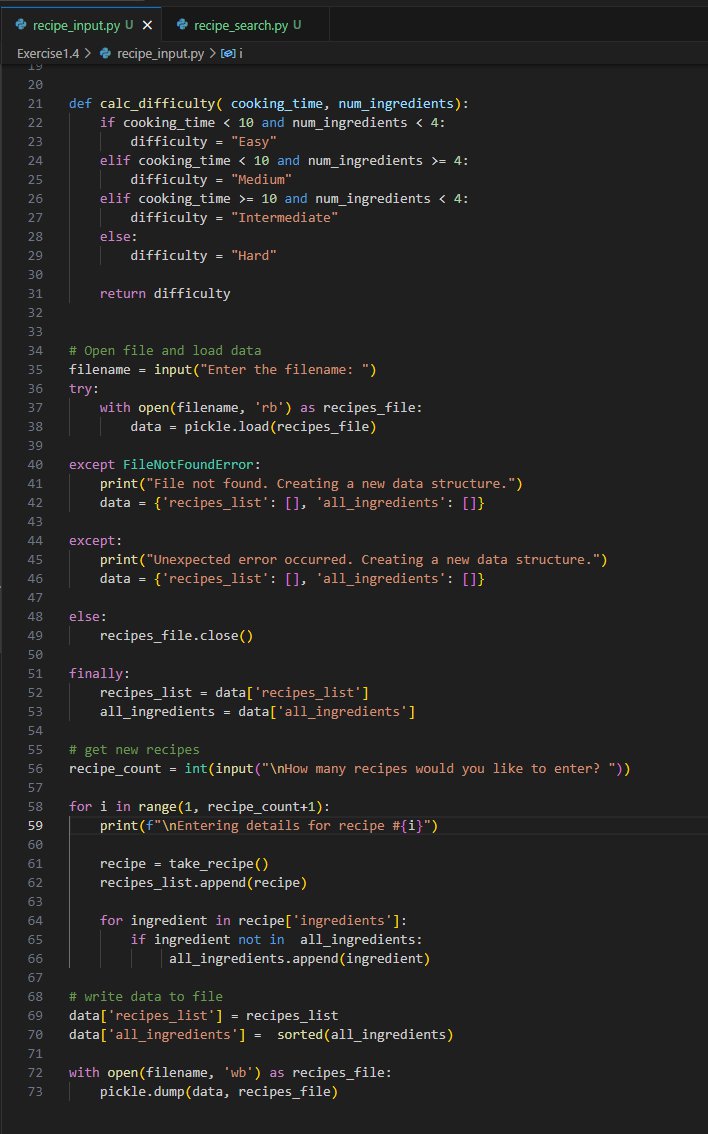 recipe_input.py U ✕ recipe_search.py U
Exercise1.4 > recipe_input.py > i
19
20
21 def calc_difficulty( cooking_time, num_ingredients):
22     if cooking_time < 10 and num_ingredients < 4:
23         difficulty = "Easy"
24     elif cooking_time < 10 and num_ingredients >= 4:
25         difficulty = "Medium"
26     elif cooking_time >= 10 and num_ingredients < 4:
27         difficulty = "Intermediate"
28     else:
29         difficulty = "Hard"
30
31     return difficulty
32
33
34 # Open file and load data
35 filename = input("Enter the filename: ")
36 try:
37     with open(filename, 'rb') as recipes_file:
38         data = pickle.load(recipes_file)
39
40 except FileNotFoundError:
41     print("File not found. Creating a new data structure.")
42     data = {'recipes_list': [], 'all_ingredients': []}
43
44 except:
45     print("Unexpected error occurred. Creating a new data structure.")
46     data = {'recipes_list': [], 'all_ingredients': []}
47
48 else:
49     recipes_file.close()
50
51 finally:
52     recipes_list = data['recipes_list']
53     all_ingredients = data['all_ingredients']
54
55 # get new recipes
56 recipe_count = int(input("\nHow many recipes would you like to enter? "))
57
58 for i in range(1, recipe_count+1):
59     print(f"\nEntering details for recipe #{i}")
60
61     recipe = take_recipe()
62     recipes_list.append(recipe)
63
64     for ingredient in recipe['ingredients']:
65         if ingredient not in  all_ingredients:
66              all_ingredients.append(ingredient)
67
68 # write data to file
69 data['recipes_list'] = recipes_list
70 data['all_ingredients'] =  sorted(all_ingredients)
71
72 with open(filename, 'wb') as recipes_file:
73     pickle.dump(data, recipes_file)